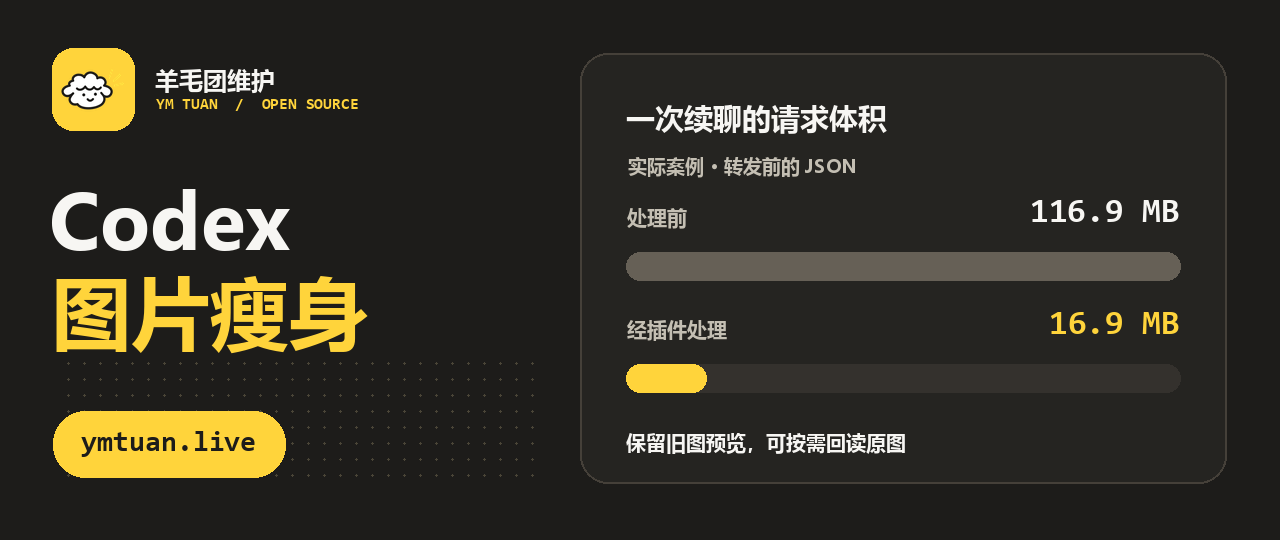 羊毛团维护
YM TUAN / OPEN SOURCE
Codex
图片瘦身
ymtuan.live
一次续聊的请求体积
实际案例・转发前的 JSON
处理前
116.9 MB
经插件处理
16.9 MB
保留旧图预览，可按需回读原图